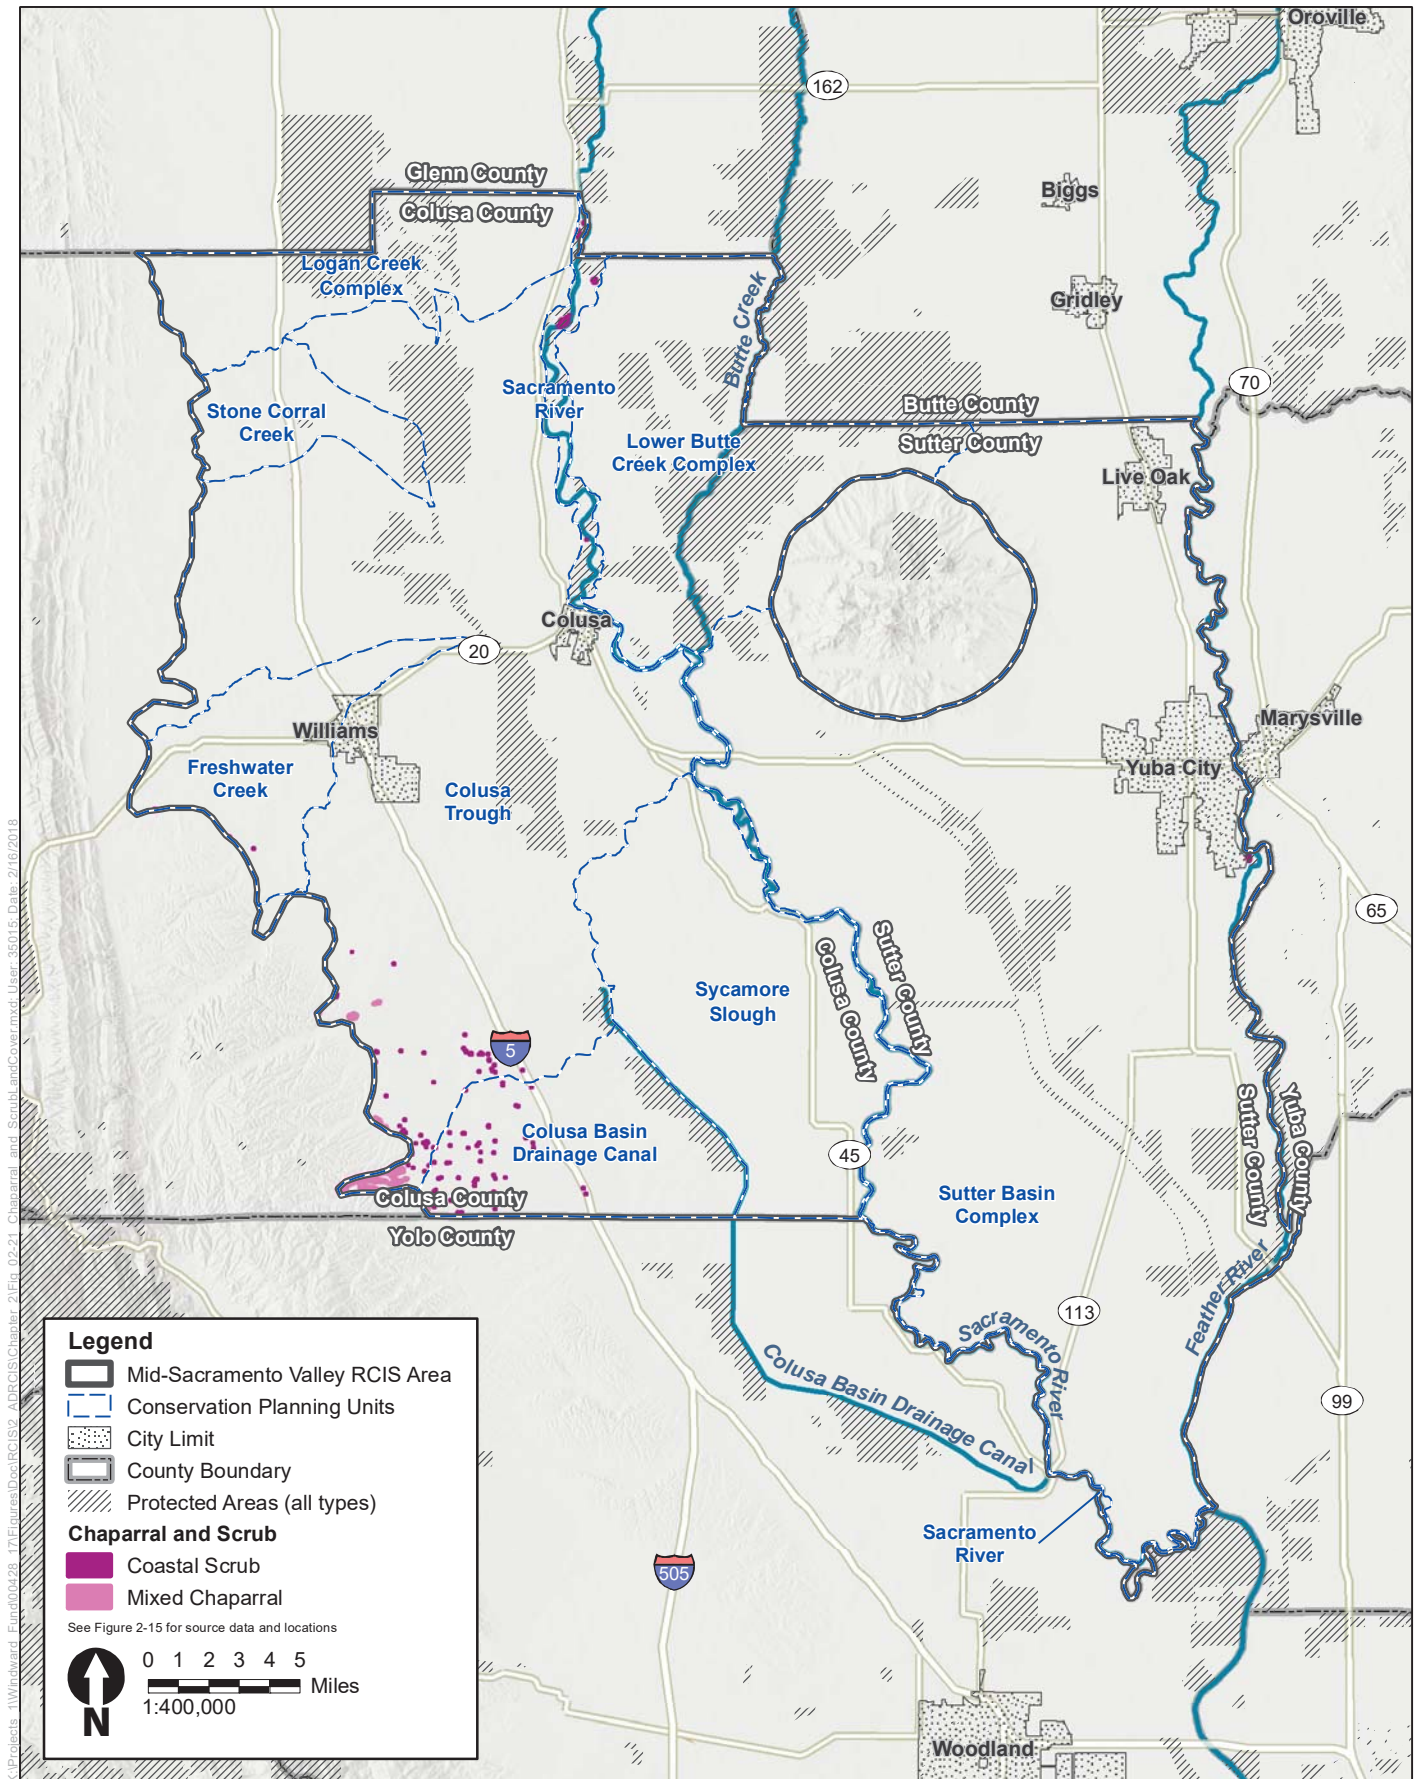 Oroville
162
Glenn County
Colusa County
Biggs
Logan Creek
Complex
Butte Creek
Gridley
Sacramento
River
70
Stone Corral
Creek
Butte County
Sutter County
Lower Butte
Creek Complex
Live Oak
Colusa
20
Williams
Marysville
Freshwater
Creek
Colusa
Trough
Yuba City
65
Sutter County
Colusa County
Sycamore
Slough
5
Colusa Basin
Drainage Canal
45
Yuba County
Sutter County
Colusa County
Yolo County
Sutter Basin
Complex
Feather River
113
Sacramento River
Colusa Basin Drainage Canal
99
Sacramento
River
505
Woodland
Legend
Mid-Sacramento Valley RCIS Area
Conservation Planning Units
City Limit
County Boundary
Protected Areas (all types)
Chaparral and Scrub
Coastal Scrub
Mixed Chaparral
See Figure 2-15 for source data and locations
0 1 2 3 4 5
Miles
1:400,000
N